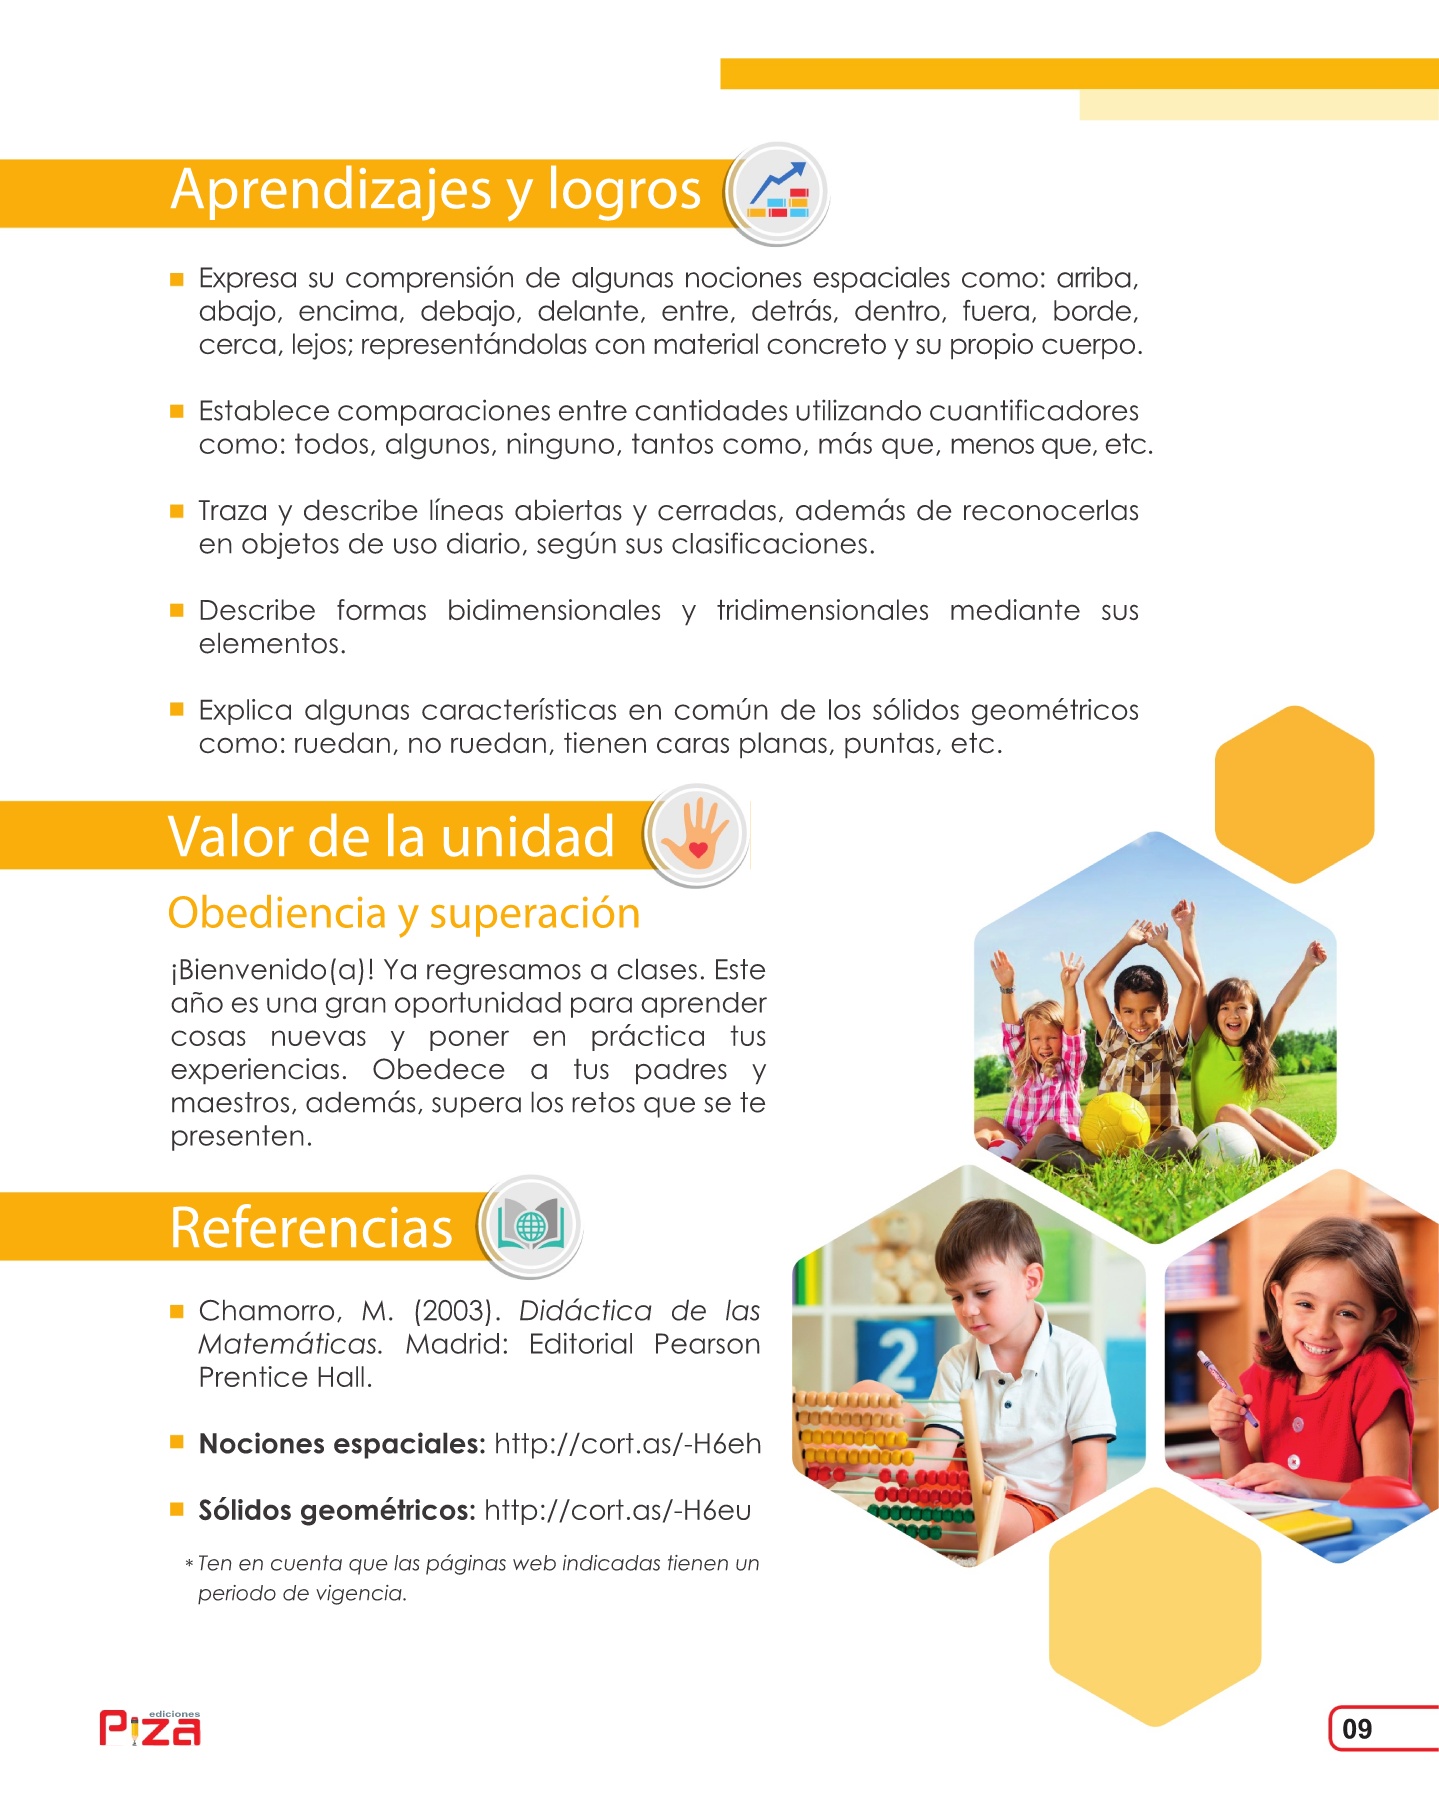 Aprendizajes y logros
Expresa su comprensión de algunas nociones espaciales como: arriba,
abajo, encima, debajo, delante, entre, detrás, dentro, fuera, borde,
cerca, lejos; representándolas con material concreto y su propio cuerpo.
Establece comparaciones entre cantidades utilizando cuantificadores
como: todos, algunos, ninguno, tantos como, más que, menos que, etc.
Traza y describe líneas abiertas y cerradas, además de reconocerlas
en objetos de uso diario, según sus clasificaciones.
Describe formas bidimensionales y tridimensionales mediante sus
elementos.
Explica algunas características en común de los sólidos geométricos
como: ruedan, no ruedan, tienen caras planas, puntas, etc.
Valor de la unidad
Obediencia y superación
¡Bienvenido(a)! Ya regresamos a clases. Este
año es una gran oportunidad para aprender
cosas nuevas y poner en práctica tus
experiencias. Obedece a tus padres y
maestros, además, supera los retos que se te
presenten.
Referencias
Chamorro, M. (2003). Didáctica de las
Matemáticas. Madrid: Editorial Pearson
Prentice Hall.
Nociones espaciales: http://cort.as/-H6eh
Sólidos geométricos: http://cort.as/-H6eu
* Ten en cuenta que las páginas web indicadas tienen un
periodo de vigencia.
2
ediciones
Piza
09